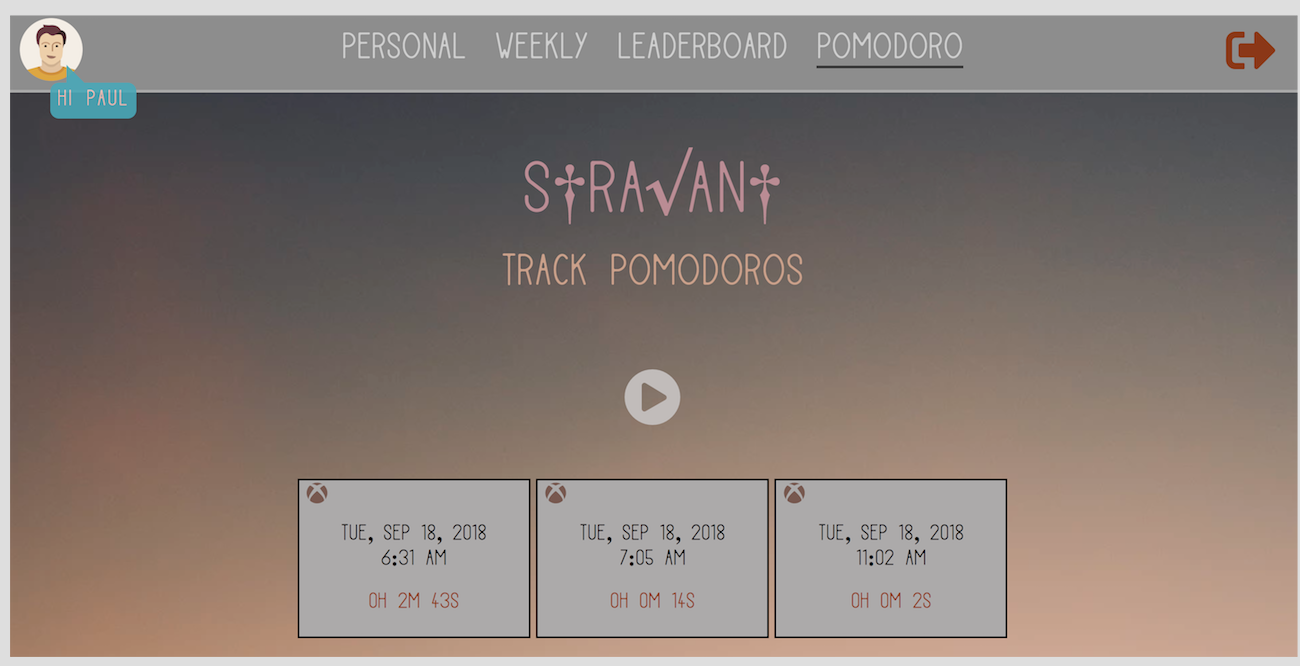 PERSONAL WEEKLY LEADERBOARD POMODORO
HI PAUL
S†RA√AN†
TRACK POMODOROS
TUE, SEP 18, 2018
6:31 AM
0H 2M 43S
TUE, SEP 18, 2018
7:05 AM
0H 0M 14S
TUE, SEP 18, 2018
11:02 AM
0H 0M 2S